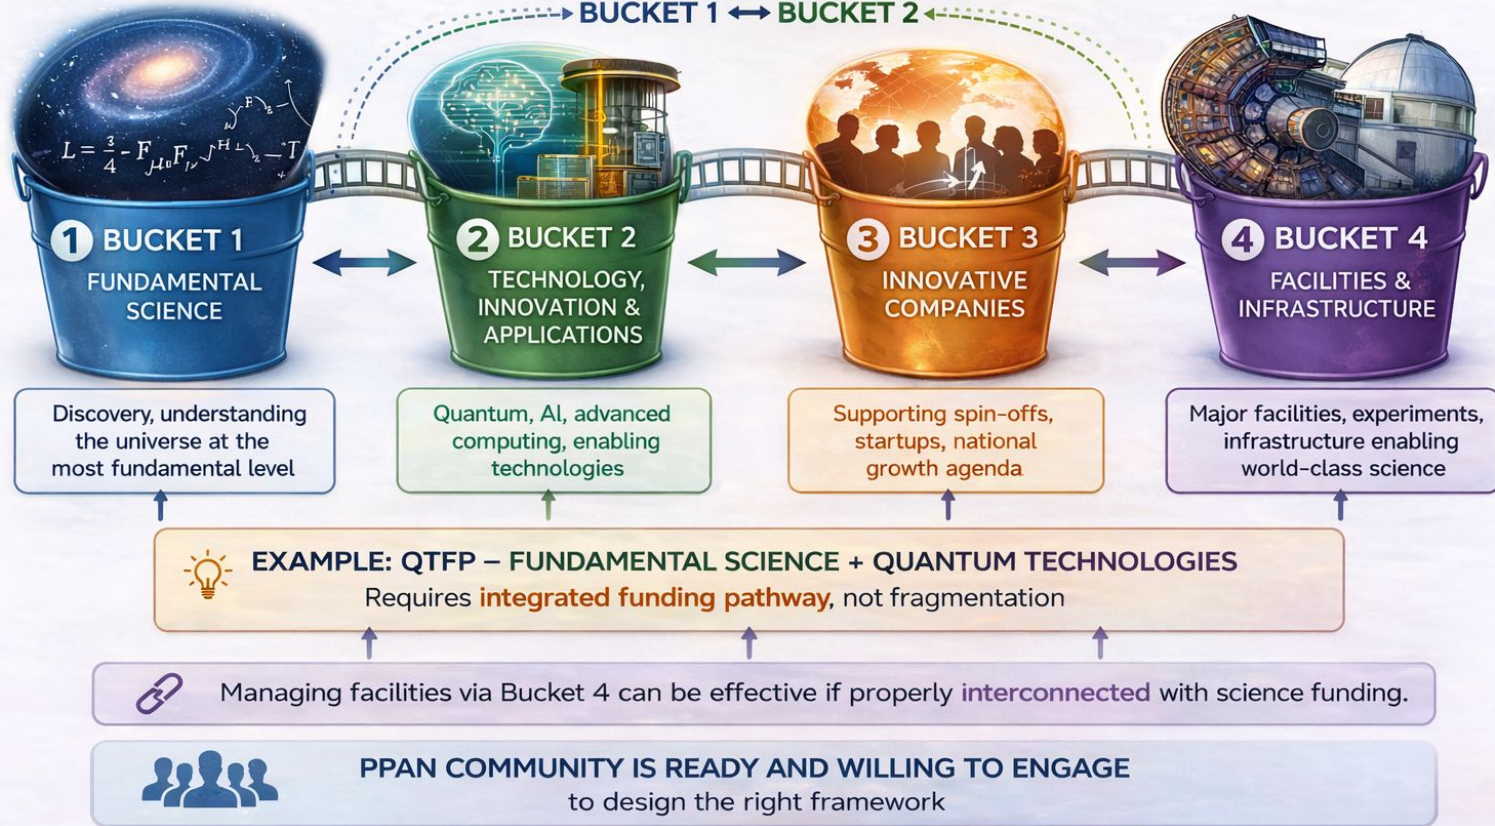 BUCKET 1 ↔ BUCKET 2
L = 3/4 - F
1 BUCKET 1
FUNDAMENTAL
SCIENCE
2 BUCKET 2
TECHNOLOGY,
INNOVATION &
APPLICATIONS
3 BUCKET 3
INNOVATIVE
COMPANIES
4 BUCKET 4
FACILITIES &
INFRASTRUCTURE
Discovery, understanding
the universe at the
most fundamental level
Quantum, AI, advanced
computing, enabling
technologies
Supporting spin-offs,
startups, national
growth agenda
Major facilities, experiments,
infrastructure enabling
world-class science
EXAMPLE: QTFP – FUNDAMENTAL SCIENCE + QUANTUM TECHNOLOGIES
Requires integrated funding pathway, not fragmentation
Managing facilities via Bucket 4 can be effective if properly interconnected with science funding.
PPAN COMMUNITY IS READY AND WILLING TO ENGAGE
to design the right framework